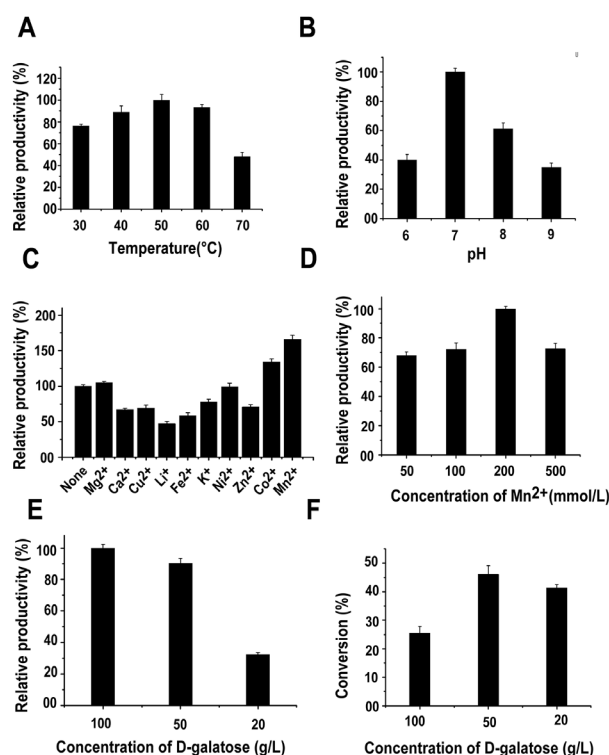 A
Relative productivity (%)
120
100
80
60
40
20
00
30 40 50 60 70
Temperature(°C)
B
Relative productivity (%)
100
80
60
40
20
00
6 7 8 9
pH
C
Relative productivity (%)
200
150
100
50
00
None Mg2+ Ca2+ Cu2+ Li+ Fe2+ K+ Ni2+ Zn2+ Co2+ Mn2+
D
Relative productivity (%)
100
80
60
40
20
00
50 100 200 500
Concentration of Mn2+(mmol/L)
E
Relative productivity (%)
100
80
60
40
20
00
100 50 20
Concentration of D-galatose (g/L)
F
Conversion (%)
50
40
30
20
10
00
100 50 20
Concentration of D-galatose (g/L)